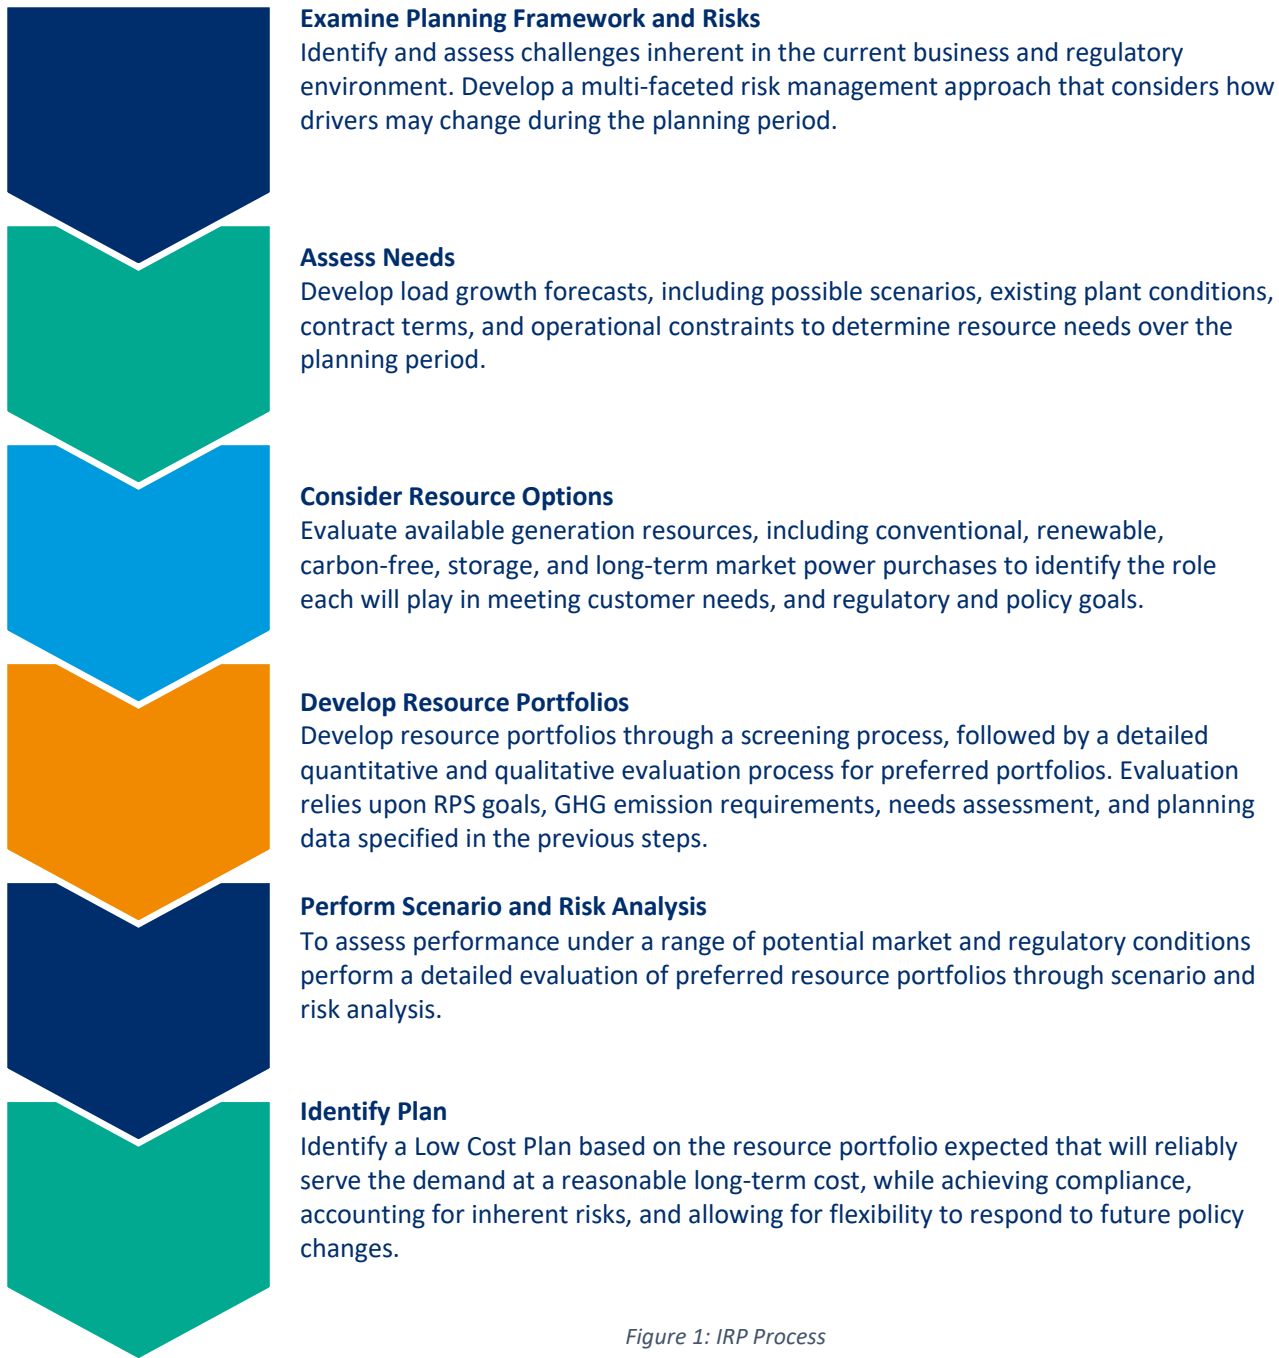 Examine Planning Framework and Risks
Identify and assess challenges inherent in the current business and regulatory
environment. Develop a multi-faceted risk management approach that considers how
drivers may change during the planning period.
Assess Needs
Develop load growth forecasts, including possible scenarios, existing plant conditions,
contract terms, and operational constraints to determine resource needs over the
planning period.
Consider Resource Options
Evaluate available generation resources, including conventional, renewable,
carbon-free, storage, and long-term market power purchases to identify the role
each will play in meeting customer needs, and regulatory and policy goals.
Develop Resource Portfolios
Develop resource portfolios through a screening process, followed by a detailed
quantitative and qualitative evaluation process for preferred portfolios. Evaluation
relies upon RPS goals, GHG emission requirements, needs assessment, and planning
data specified in the previous steps.
Perform Scenario and Risk Analysis
To assess performance under a range of potential market and regulatory conditions
perform a detailed evaluation of preferred resource portfolios through scenario and
risk analysis.
Identify Plan
Identify a Low Cost Plan based on the resource portfolio expected that will reliably
serve the demand at a reasonable long-term cost, while achieving compliance,
accounting for inherent risks, and allowing for flexibility to respond to future policy
changes.
Figure 1: IRP Process